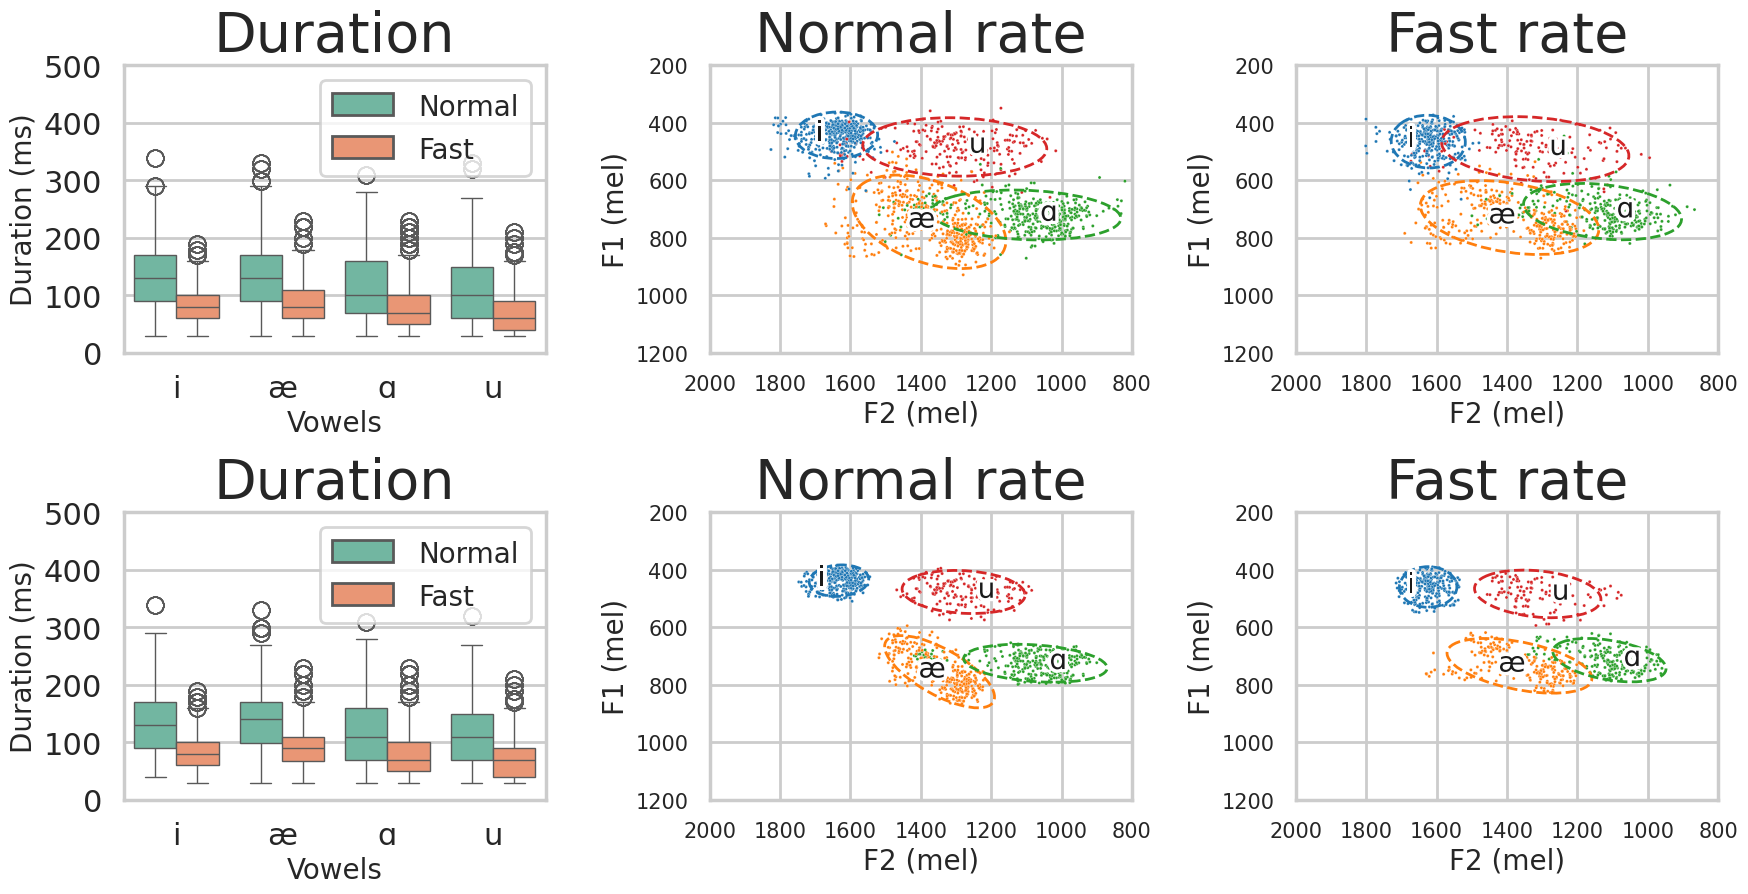 Duration
Normal rate
Fast rate
Duration (ms)
500
400
300
200
100
0
Normal
Fast
i
æ
ɑ
u
Vowels
F1 (mel)
200
400
600
800
1000
1200
i
u
æ
ɑ
2000 1800 1600 1400 1200 1000 800
F2 (mel)
F1 (mel)
200
400
600
800
1000
1200
i
u
æ
ɑ
2000 1800 1600 1400 1200 1000 800
F2 (mel)
Duration
Normal rate
Fast rate
Duration (ms)
500
400
300
200
100
0
Normal
Fast
i
æ
ɑ
u
Vowels
F1 (mel)
200
400
600
800
1000
1200
i
u
æ
ɑ
2000 1800 1600 1400 1200 1000 800
F2 (mel)
F1 (mel)
200
400
600
800
1000
1200
i
u
æ
ɑ
2000 1800 1600 1400 1200 1000 800
F2 (mel)